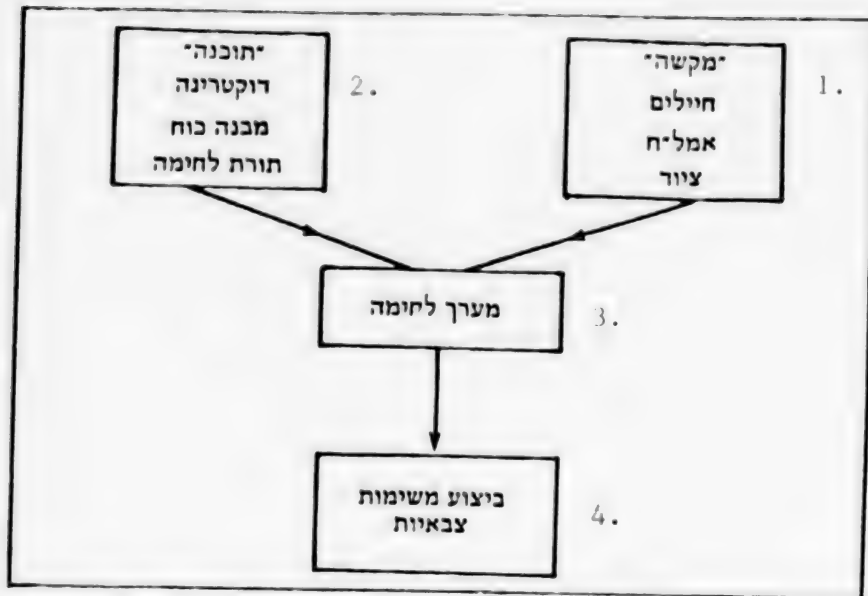 1.
־מקשה־
חיילים
אמל־ח
ציוד
2.
־תוכנה־
דוקטרינה
מבנה כוח
תורת לחימה
3.
מערך לחימה
4.
ביצוע משימות
צבאיות